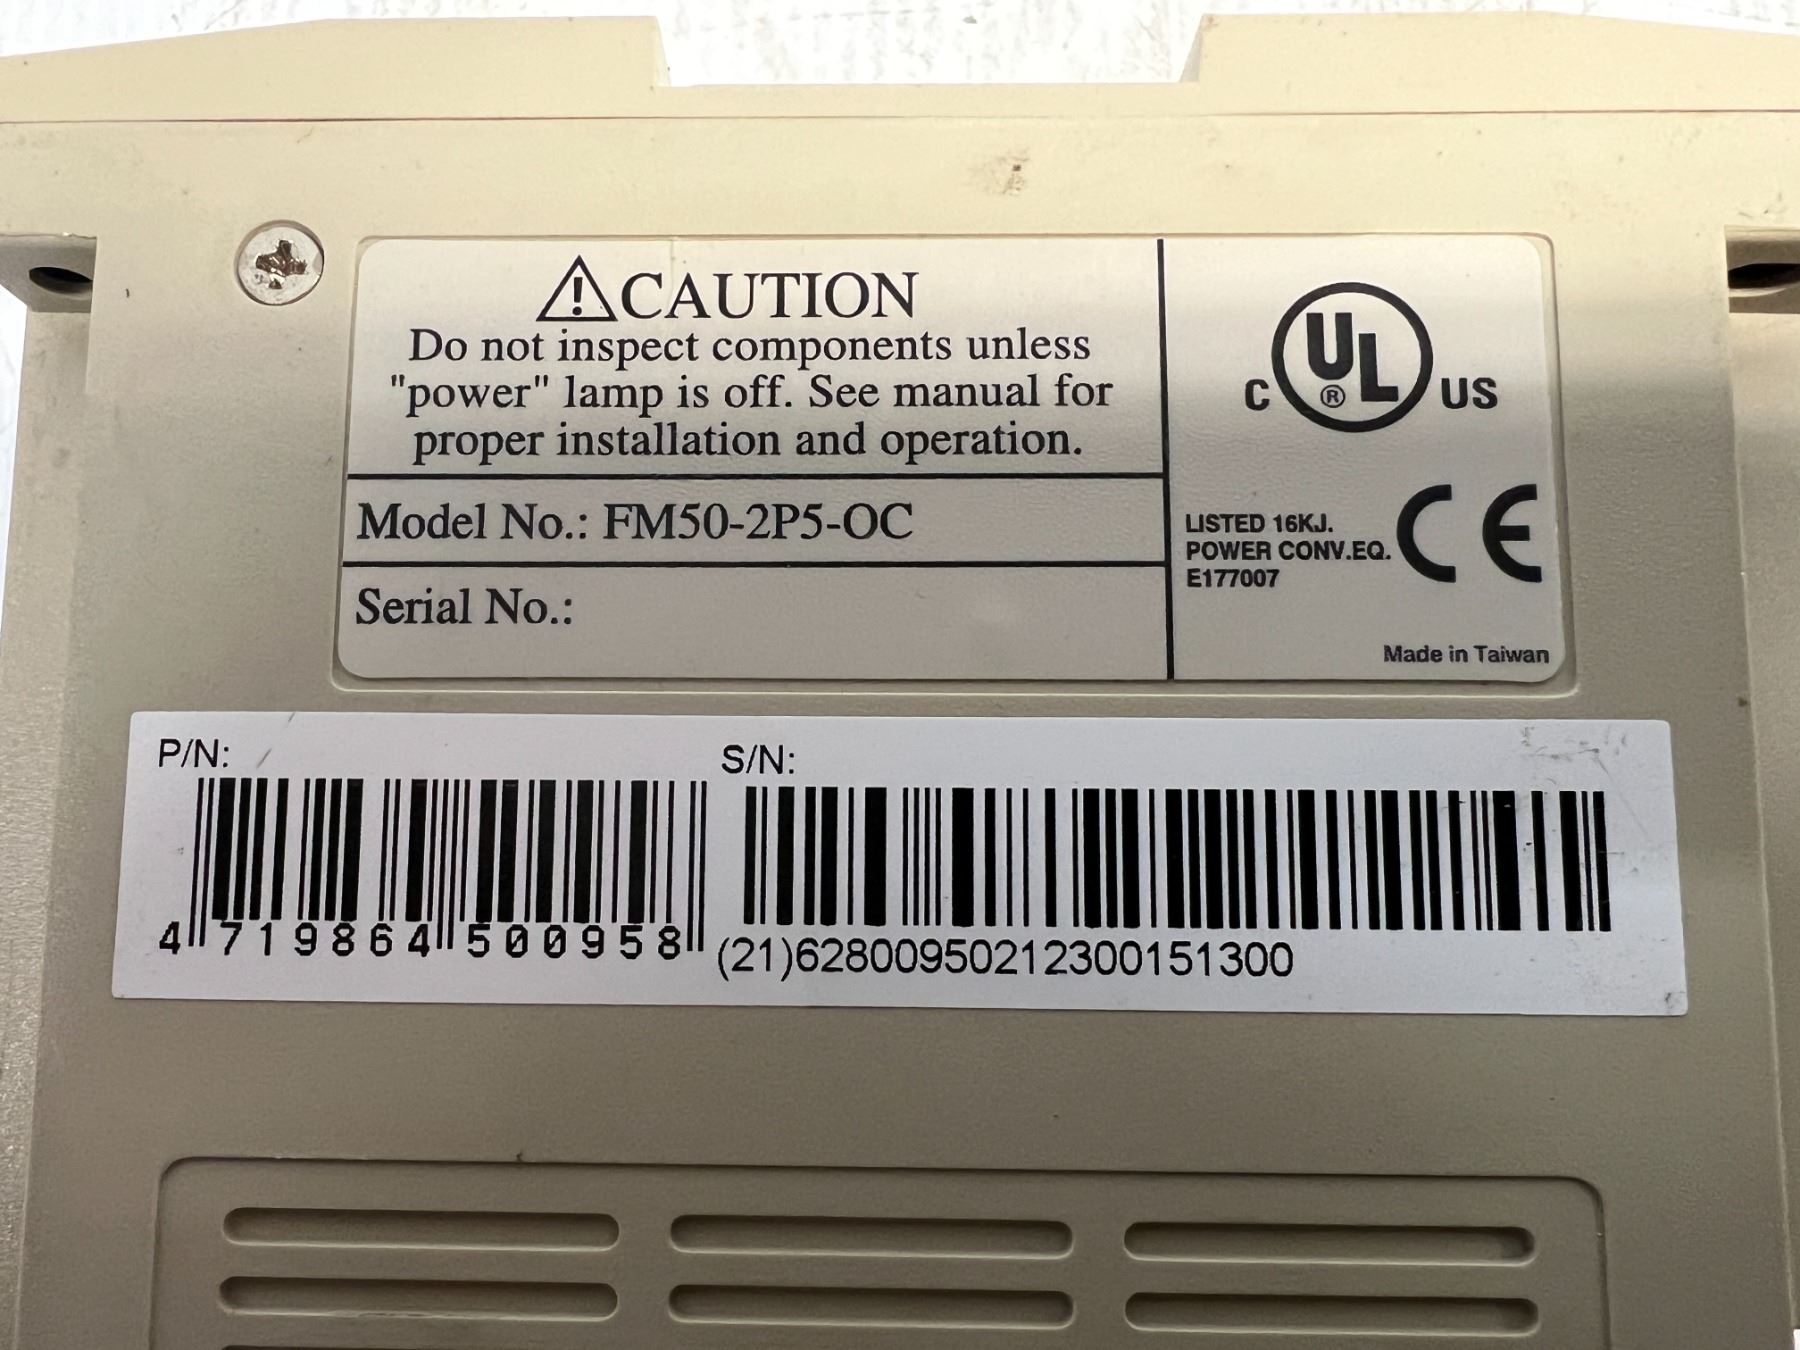 CAUTION
Do not inspect components unless
"power" lamp is off. See manual for
proper installation and operation.
Model No.: FM50-2P5-OC
Serial No.:
C UL ® US
LISTED 16KJ.
POWER CONV.EQ.
E177007
CE
Made in Taiwan
P/N:
4 719864 500958
S/N:
(21)62800950212300151300